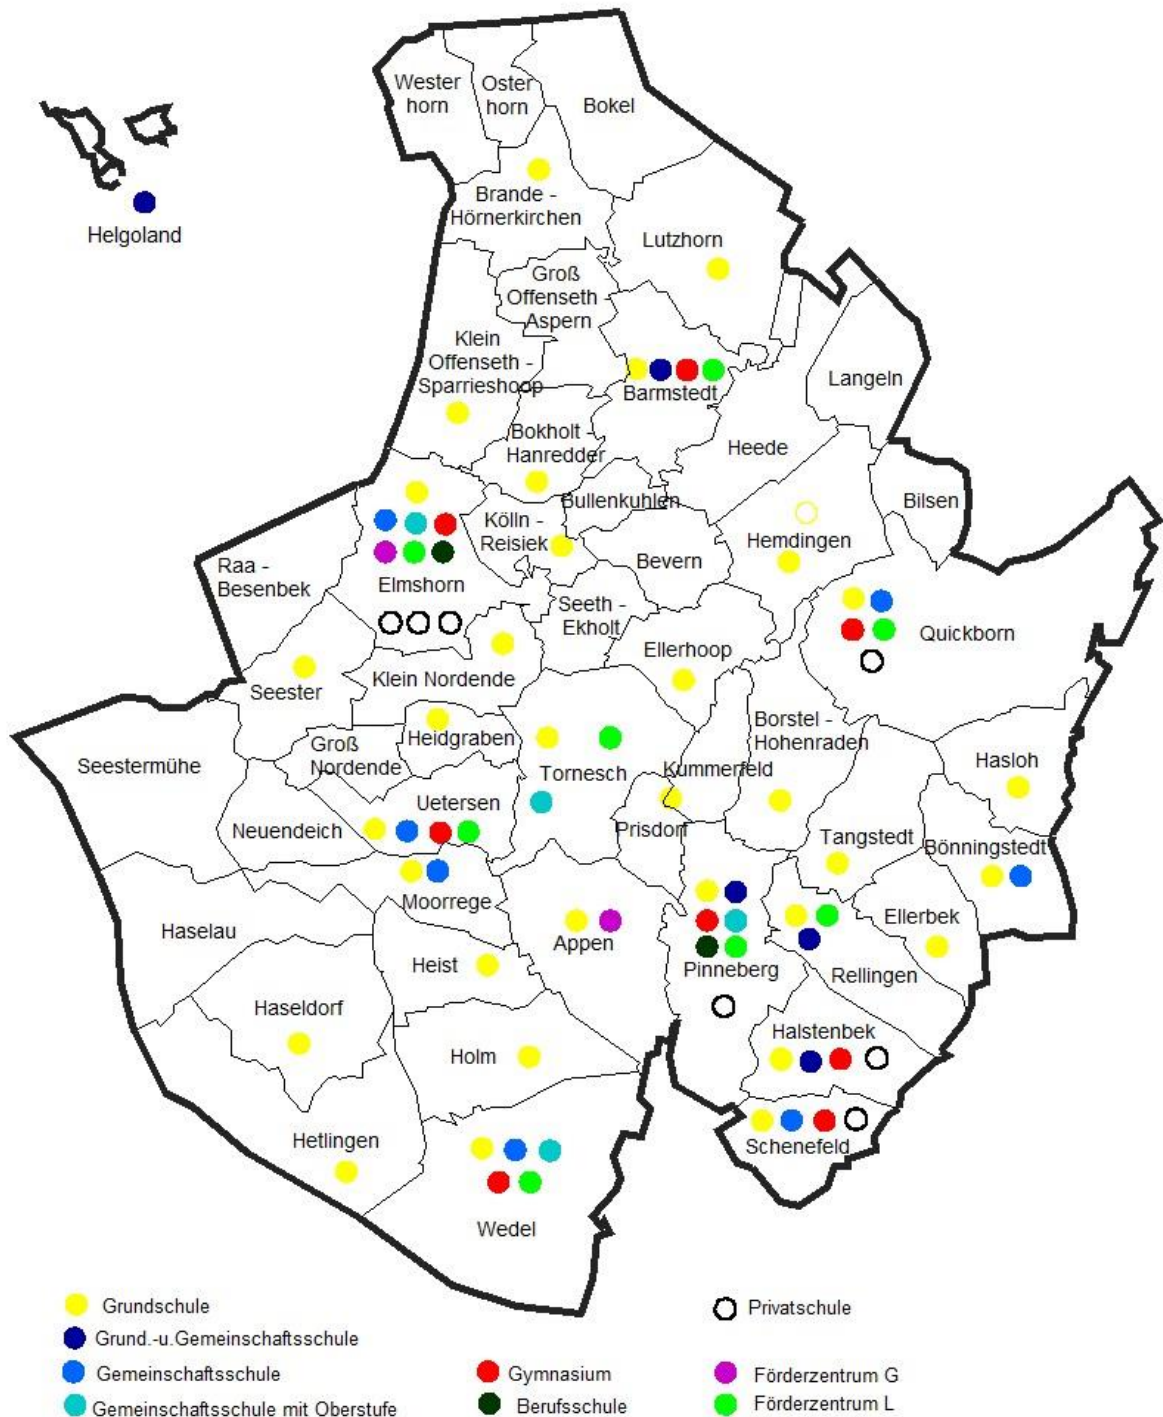 Wester
horn
Oster
horn
Bokel
Brande -
Hörnerkirchen
Helgoland
Lutzhorn
Groß
Offenseth -
Aspern
Klein
Offenseth -
Sparrieshoop
Barmstedt
Langeln
Bokholt -
Hanredder
Heede
Bullenkuhlen
Bilsen
Kölln -
Reisiek
Hemdingen
Bevern
Raa -
Besenbek
Elmshorn
Seeth -
Ekholt
Quickborn
Ellerhoop
Klein Nordende
Seester
Borstel -
Hohenraden
Heidgraben
Groß
Nordende
Seestermühe
Tornesch
Kummerfeld
Hasloh
Uetersen
Neuendeich
Prisdorf
Tangstedt
Bönningstedt
Moorrege
Ellerbek
Haselau
Appen
Heist
Pinneberg
Rellingen
Haseldorf
Halstenbek
Holm
Hetlingen
Schenefeld
Wedel
Grundschule
Privatschule
Grund.-u.Gemeinschaftsschule
Gemeinschaftsschule
Gymnasium
Förderzentrum G
Gemeinschaftsschule mit Oberstufe
Berufsschule
Förderzentrum L